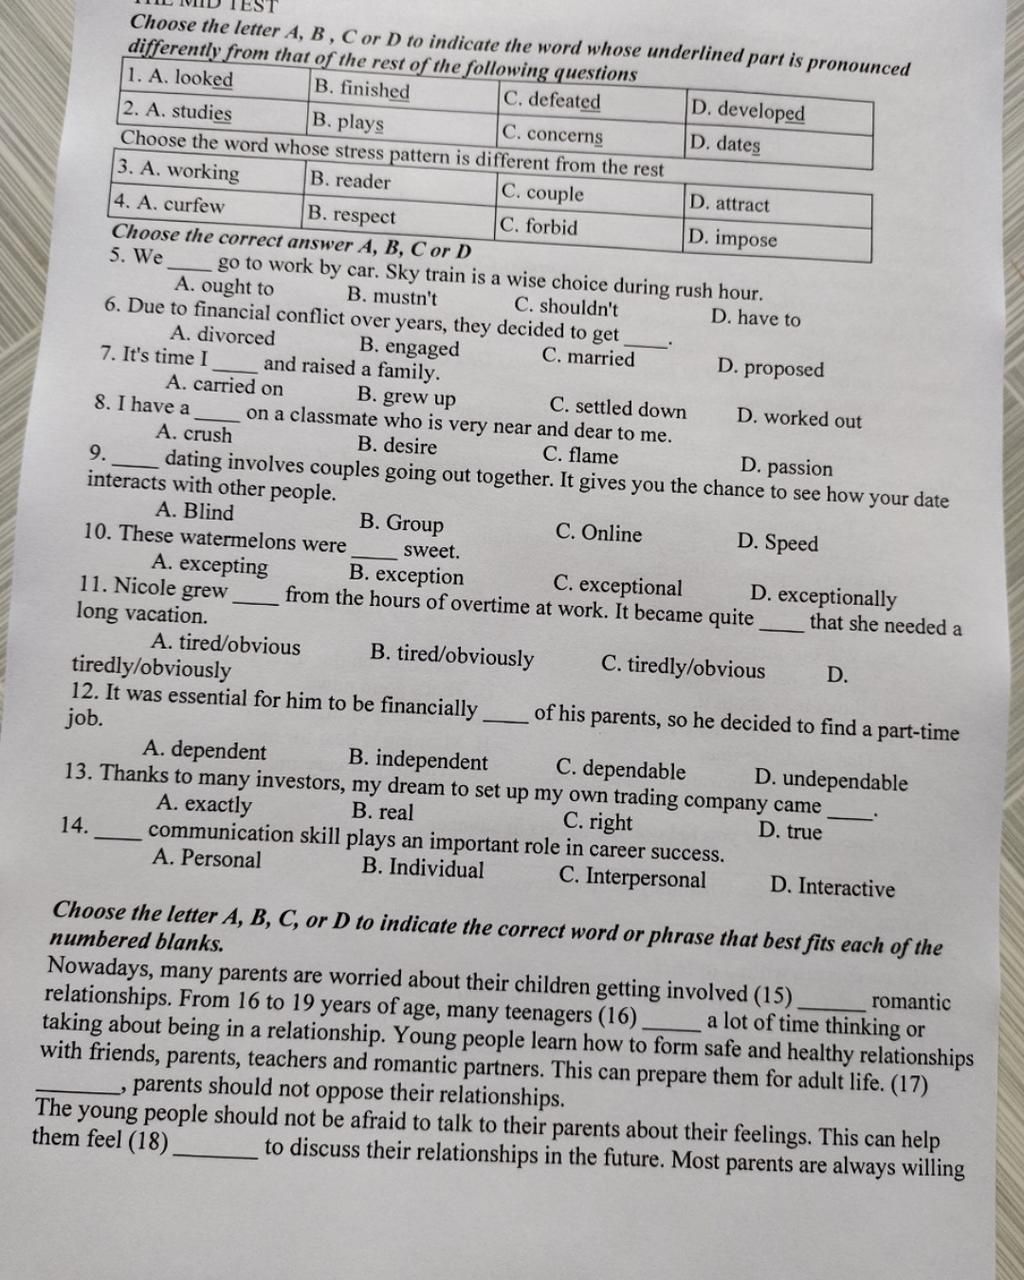 THE MID TEST
Choose the letter A, B , C or D to indicate the word whose underlined part is pronounced
differently from that of the rest of the following questions
1. A. looked B. finished C. defeated D. developed
2. A. studies B. plays C. concerns D. dates
Choose the word whose stress pattern is different from the rest
3. A. working B. reader C. couple D. attract
4. A. curfew B. respect C. forbid D. impose
Choose the correct answer A, B, C or D
5. We ____ go to work by car. Sky train is a wise choice during rush hour.
A. ought to B. mustn't C. shouldn't D. have to
6. Due to financial conflict over years, they decided to get ____.
A. divorced B. engaged C. married D. proposed
7. It's time I ____ and raised a family.
A. carried on B. grew up C. settled down D. worked out
8. I have a ____ on a classmate who is very near and dear to me.
A. crush B. desire C. flame D. passion
9. ____ dating involves couples going out together. It gives you the chance to see how your date
interacts with other people.
A. Blind B. Group C. Online D. Speed
10. These watermelons were ____ sweet.
A. excepting B. exception C. exceptional D. exceptionally
11. Nicole grew ____ from the hours of overtime at work. It became quite ____ that she needed a
long vacation.
A. tired/obvious B. tired/obviously C. tiredly/obvious D.
tiredly/obviously
12. It was essential for him to be financially ____ of his parents, so he decided to find a part-time
job.
A. dependent B. independent C. dependable D. undependable
13. Thanks to many investors, my dream to set up my own trading company came ____.
A. exactly B. real C. right D. true
14. ____ communication skill plays an important role in career success.
A. Personal B. Individual C. Interpersonal D. Interactive
Choose the letter A, B, C, or D to indicate the correct word or phrase that best fits each of the
numbered blanks.
Nowadays, many parents are worried about their children getting involved (15) ______ romantic
relationships. From 16 to 19 years of age, many teenagers (16) ______ a lot of time thinking or
taking about being in a relationship. Young people learn how to form safe and healthy relationships
with friends, parents, teachers and romantic partners. This can prepare them for adult life. (17)
________, parents should not oppose their relationships.
The young people should not be afraid to talk to their parents about their feelings. This can help
them feel (18) ________ to discuss their relationships in the future. Most parents are always willing